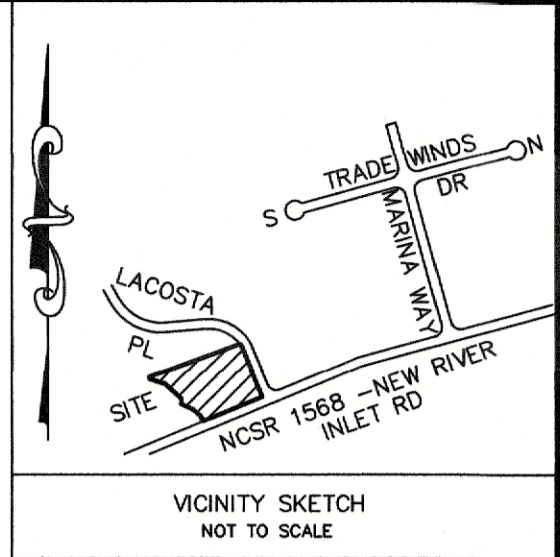 TRADE WINDS
N
DR
S
MARINA WAY
LACOSTA
PL
SITE
NCSR 1568 -NEW RIVER
INLET RD
VICINITY SKETCH
NOT TO SCALE